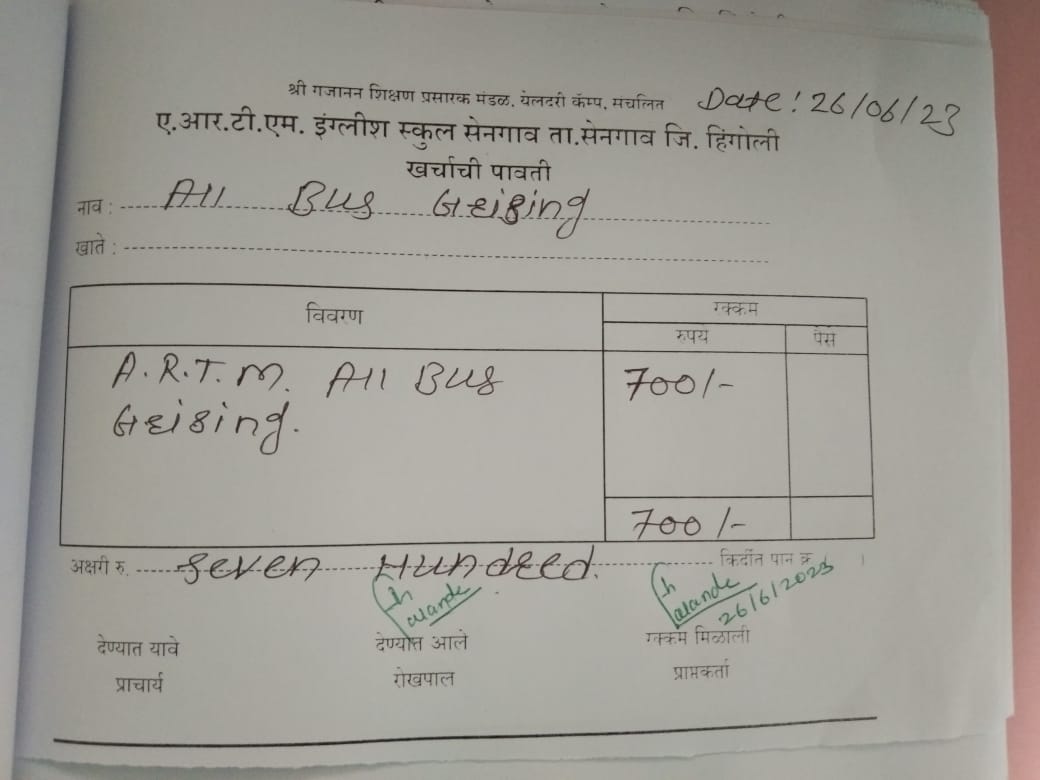 श्री गजानन शिक्षण प्रसारक मंडळ, येलदरी कॅम्प, संचलित Date: 26/06/23
ए.आर.टी.एम. इंग्लीश स्कुल सेनगाव ता.सेनगाव जि. हिंगोली
खर्चाची पावती
नाव : All Bus
खाते :
विवरण रक्कम
रुपये पैसे
A.R.T.M. All Bus 700/-
700/-
अक्षरी रु. Seven Hundred. किर्दीत पान क्र.
26/6/2023
देण्यात यावे देण्यात आले रक्कम मिळाली
प्राचार्य रोखपाल प्राप्तकर्ता